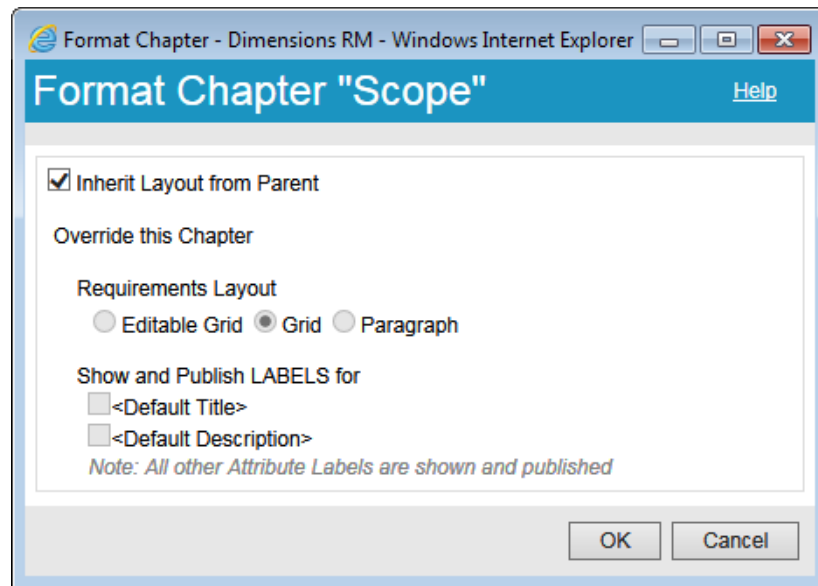 Format Chapter - Dimensions RM - Windows Internet Explorer
Format Chapter "Scope"
Help
Inherit Layout from Parent
Override this Chapter
Requirements Layout
Editable Grid Grid Paragraph
Show and Publish LABELS for
<Default Title>
<Default Description>
Note: All other Attribute Labels are shown and published
OK Cancel